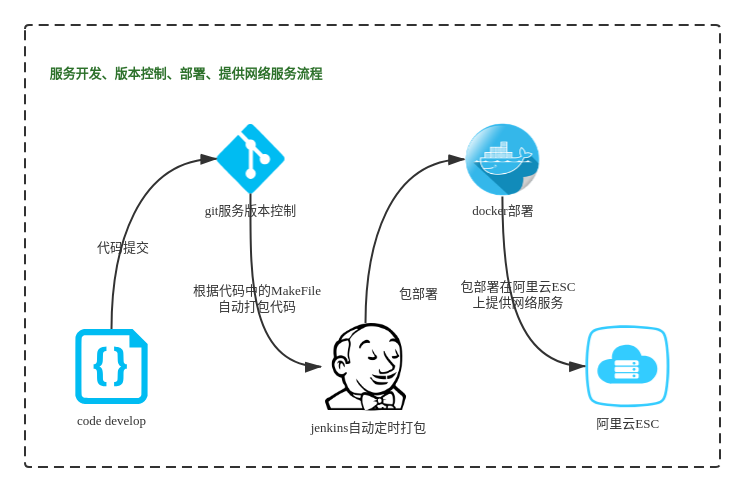 服务开发、版本控制、部署、提供网络服务流程
git服务版本控制
docker部署
代码提交
根据代码中的MakeFile
自动打包代码
包部署
包部署在阿里云ESC
上提供网络服务
{ }
code develop
jenkins自动定时打包
阿里云ESC